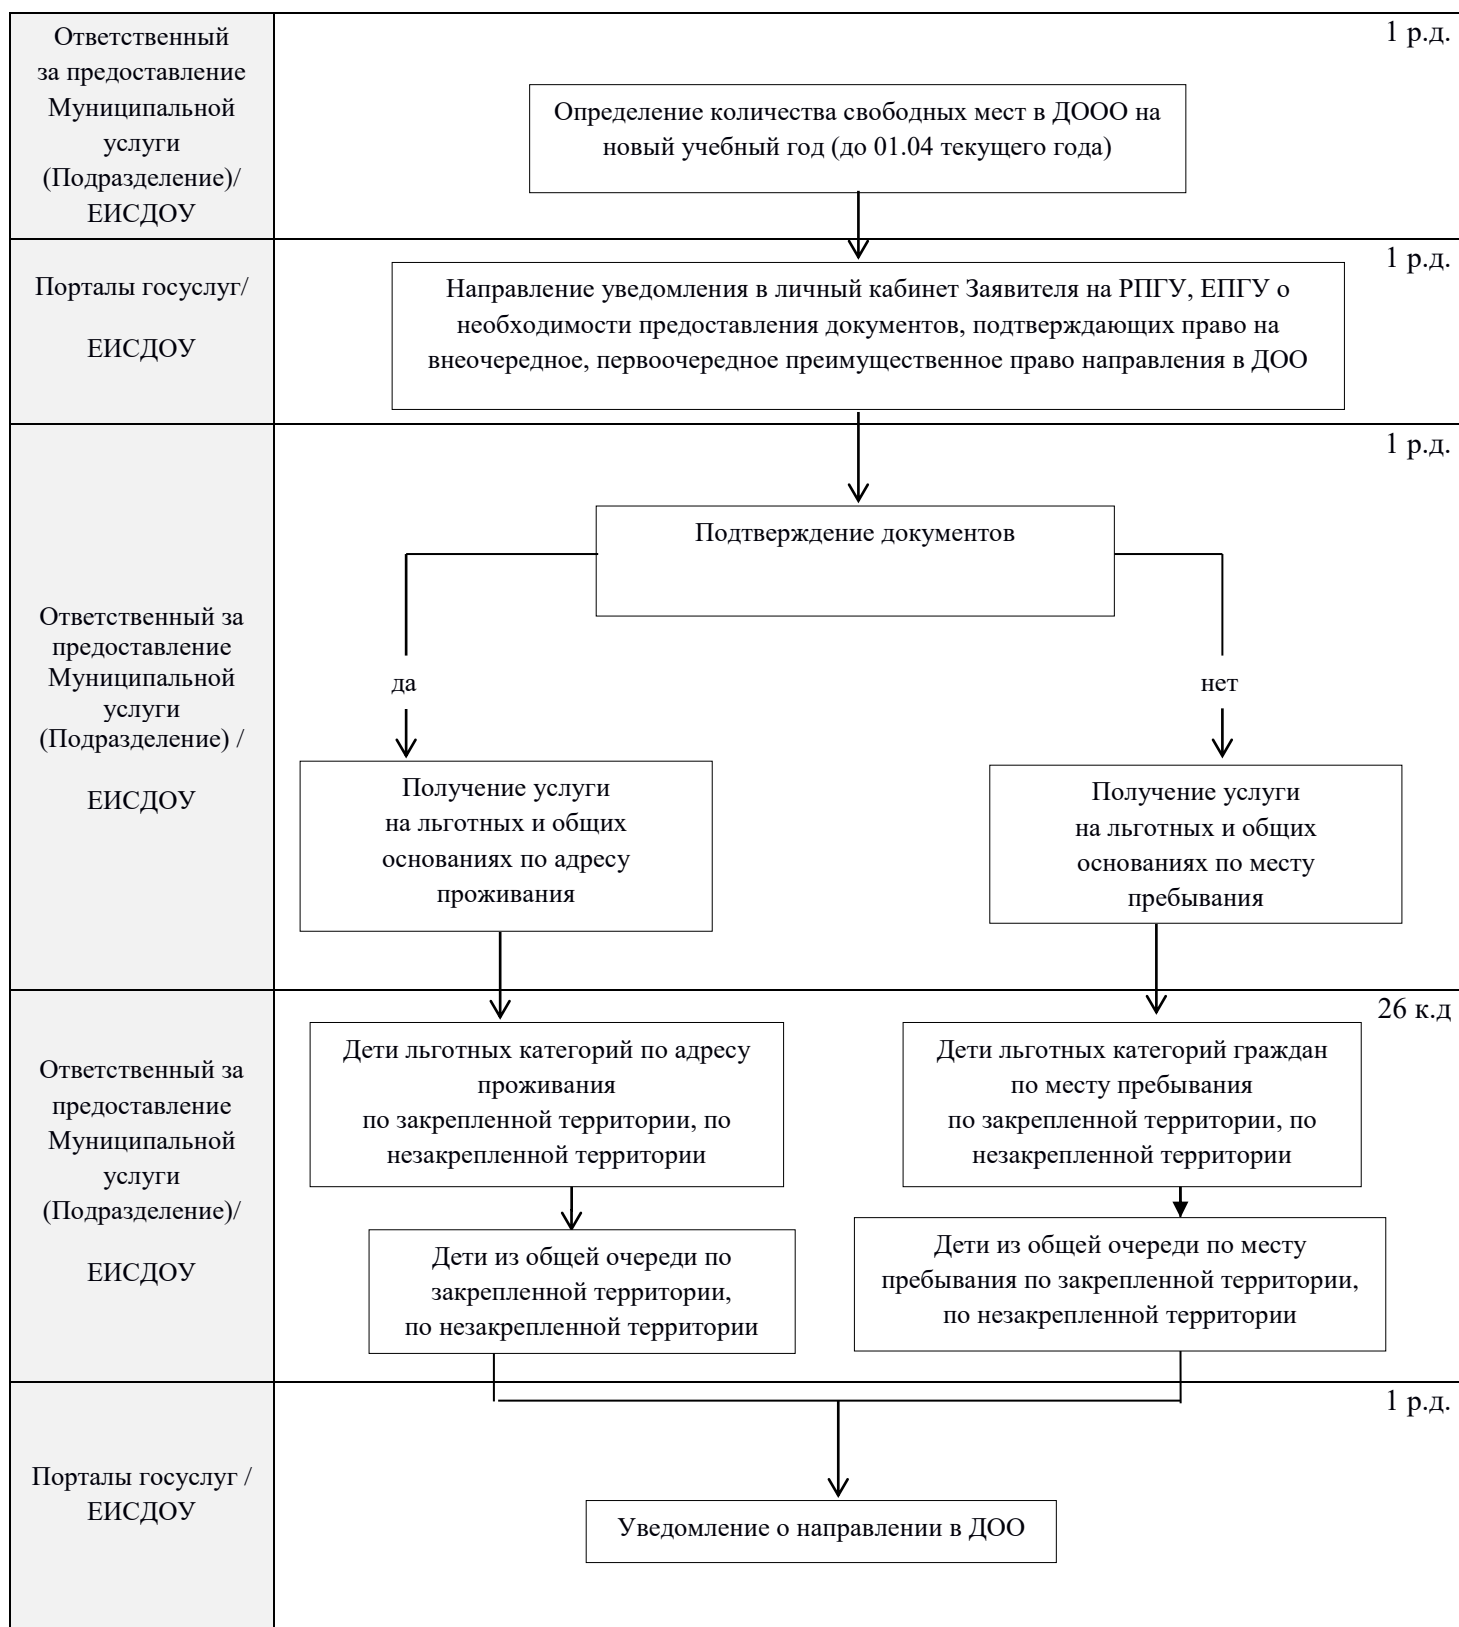 Ответственный
за предоставление
Муниципальной
услуги
(Подразделение)/
ЕИСДОУ
1 р.д.
Определение количества свободных мест в ДООО на
новый учебный год (до 01.04 текущего года)
Порталы госуслуг/
ЕИСДОУ
1 р.д.
Направление уведомления в личный кабинет Заявителя на РПГУ, ЕПГУ о
необходимости предоставления документов, подтверждающих право на
внеочередное, первоочередное преимущественное право направления в ДОО
Ответственный за
предоставление
Муниципальной
услуги
(Подразделение) /
ЕИСДОУ
1 р.д.
Подтверждение документов
да
нет
Получение услуги
на льготных и общих
основаниях по адресу
проживания
Получение услуги
на льготных и общих
основаниях по месту
пребывания
Ответственный за
предоставление
Муниципальной
услуги
(Подразделение)/
ЕИСДОУ
26 к.д
Дети льготных категорий по адресу
проживания
по закрепленной территории, по
незакрепленной территории
Дети льготных категорий граждан
по месту пребывания
по закрепленной территории, по
незакрепленной территории
Дети из общей очереди по
закрепленной территории,
по незакрепленной территории
Дети из общей очереди по месту
пребывания по закрепленной территории,
по незакрепленной территории
Порталы госуслуг /
ЕИСДОУ
1 р.д.
Уведомление о направлении в ДОО